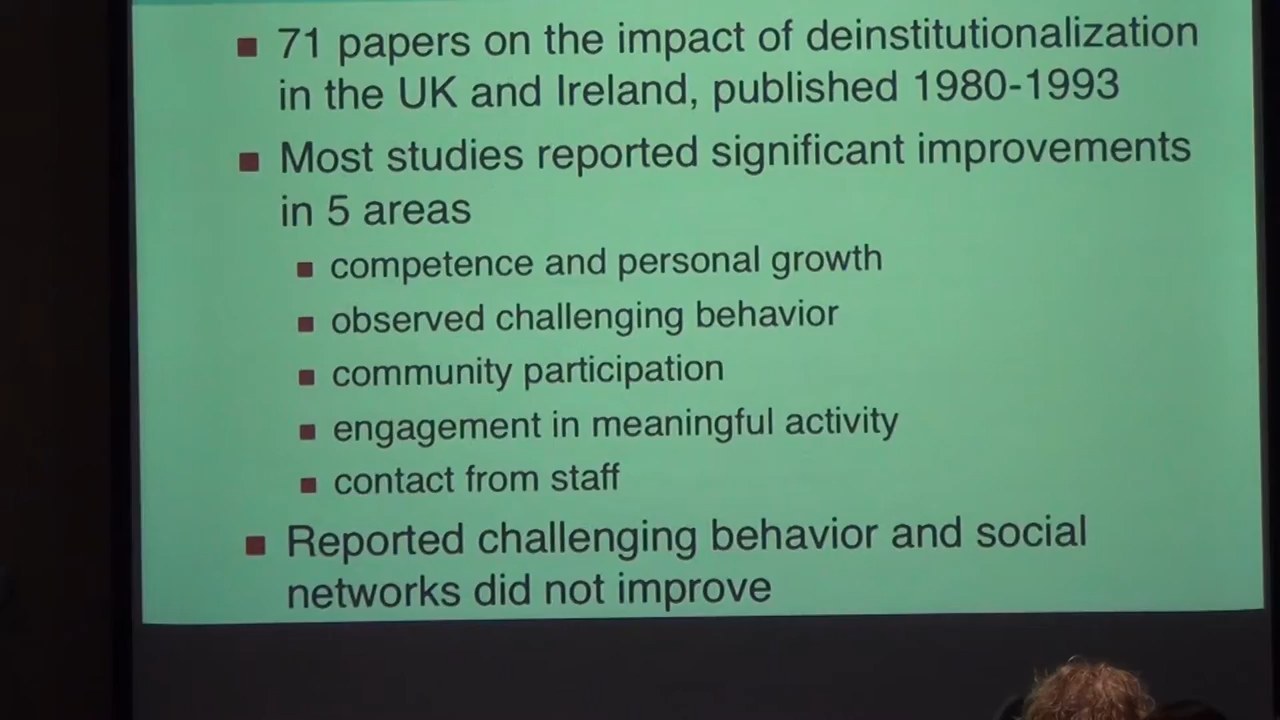 71 papers on the impact of deinstitutionalization
in the UK and Ireland, published 1980-1993
Most studies reported significant improvements
in 5 areas
competence and personal growth
observed challenging behavior
community participation
engagement in meaningful activity
contact from staff
Reported challenging behavior and social
networks did not improve